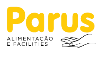 Parus
ALIMENTAÇÃO
E FACILITIES